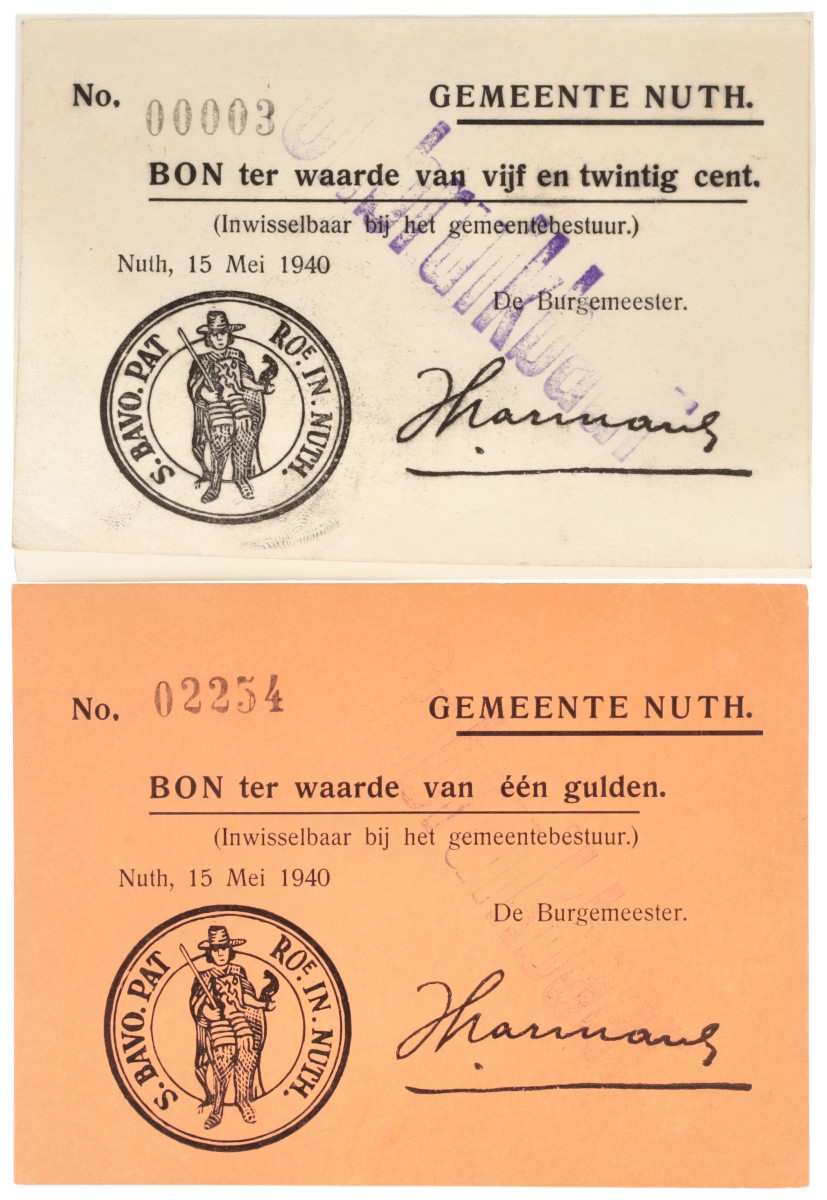 No. 00003
GEMEENTE NUTH.
BON ter waarde van vijf en twintig cent.
(Inwisselbaar bij het gemeentebestuur.)
Nuth, 15 Mei 1940
De Burgemeester.
S. BAVO. PAT ROE. IN. NUTH.
No. 02254
GEMEENTE NUTH.
BON ter waarde van één gulden.
(Inwisselbaar bij het gemeentebestuur.)
Nuth, 15 Mei 1940
De Burgemeester.
S. BAVO. PAT ROE. IN. NUTH.